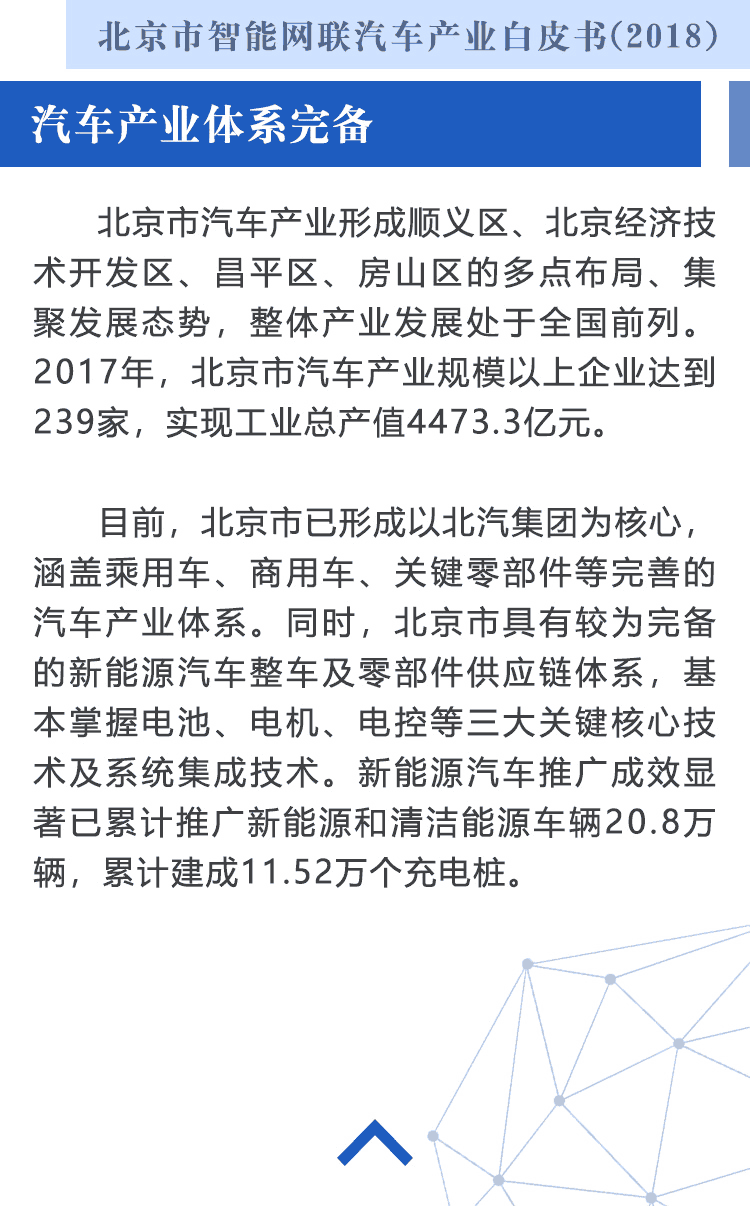 北京市智能网联汽车产业白皮书(2018)
汽车产业体系完备
北京市汽车产业形成顺义区、北京经济技
术开发区、昌平区、房山区的多点布局、集
聚发展态势，整体产业发展处于全国前列。
2017年，北京市汽车产业规模以上企业达到
239家，实现工业总产值4473.3亿元。
目前，北京市已形成以北汽集团为核心，
涵盖乘用车、商用车、关键零部件等完善的
汽车产业体系。同时，北京市具有较为完备
的新能源汽车整车及零部件供应链体系，基
本掌握电池、电机、电控等三大关键核心技
术及系统集成技术。新能源汽车推广成效显
著已累计推广新能源和清洁能源车辆20.8万
辆，累计建成11.52万个充电桩。